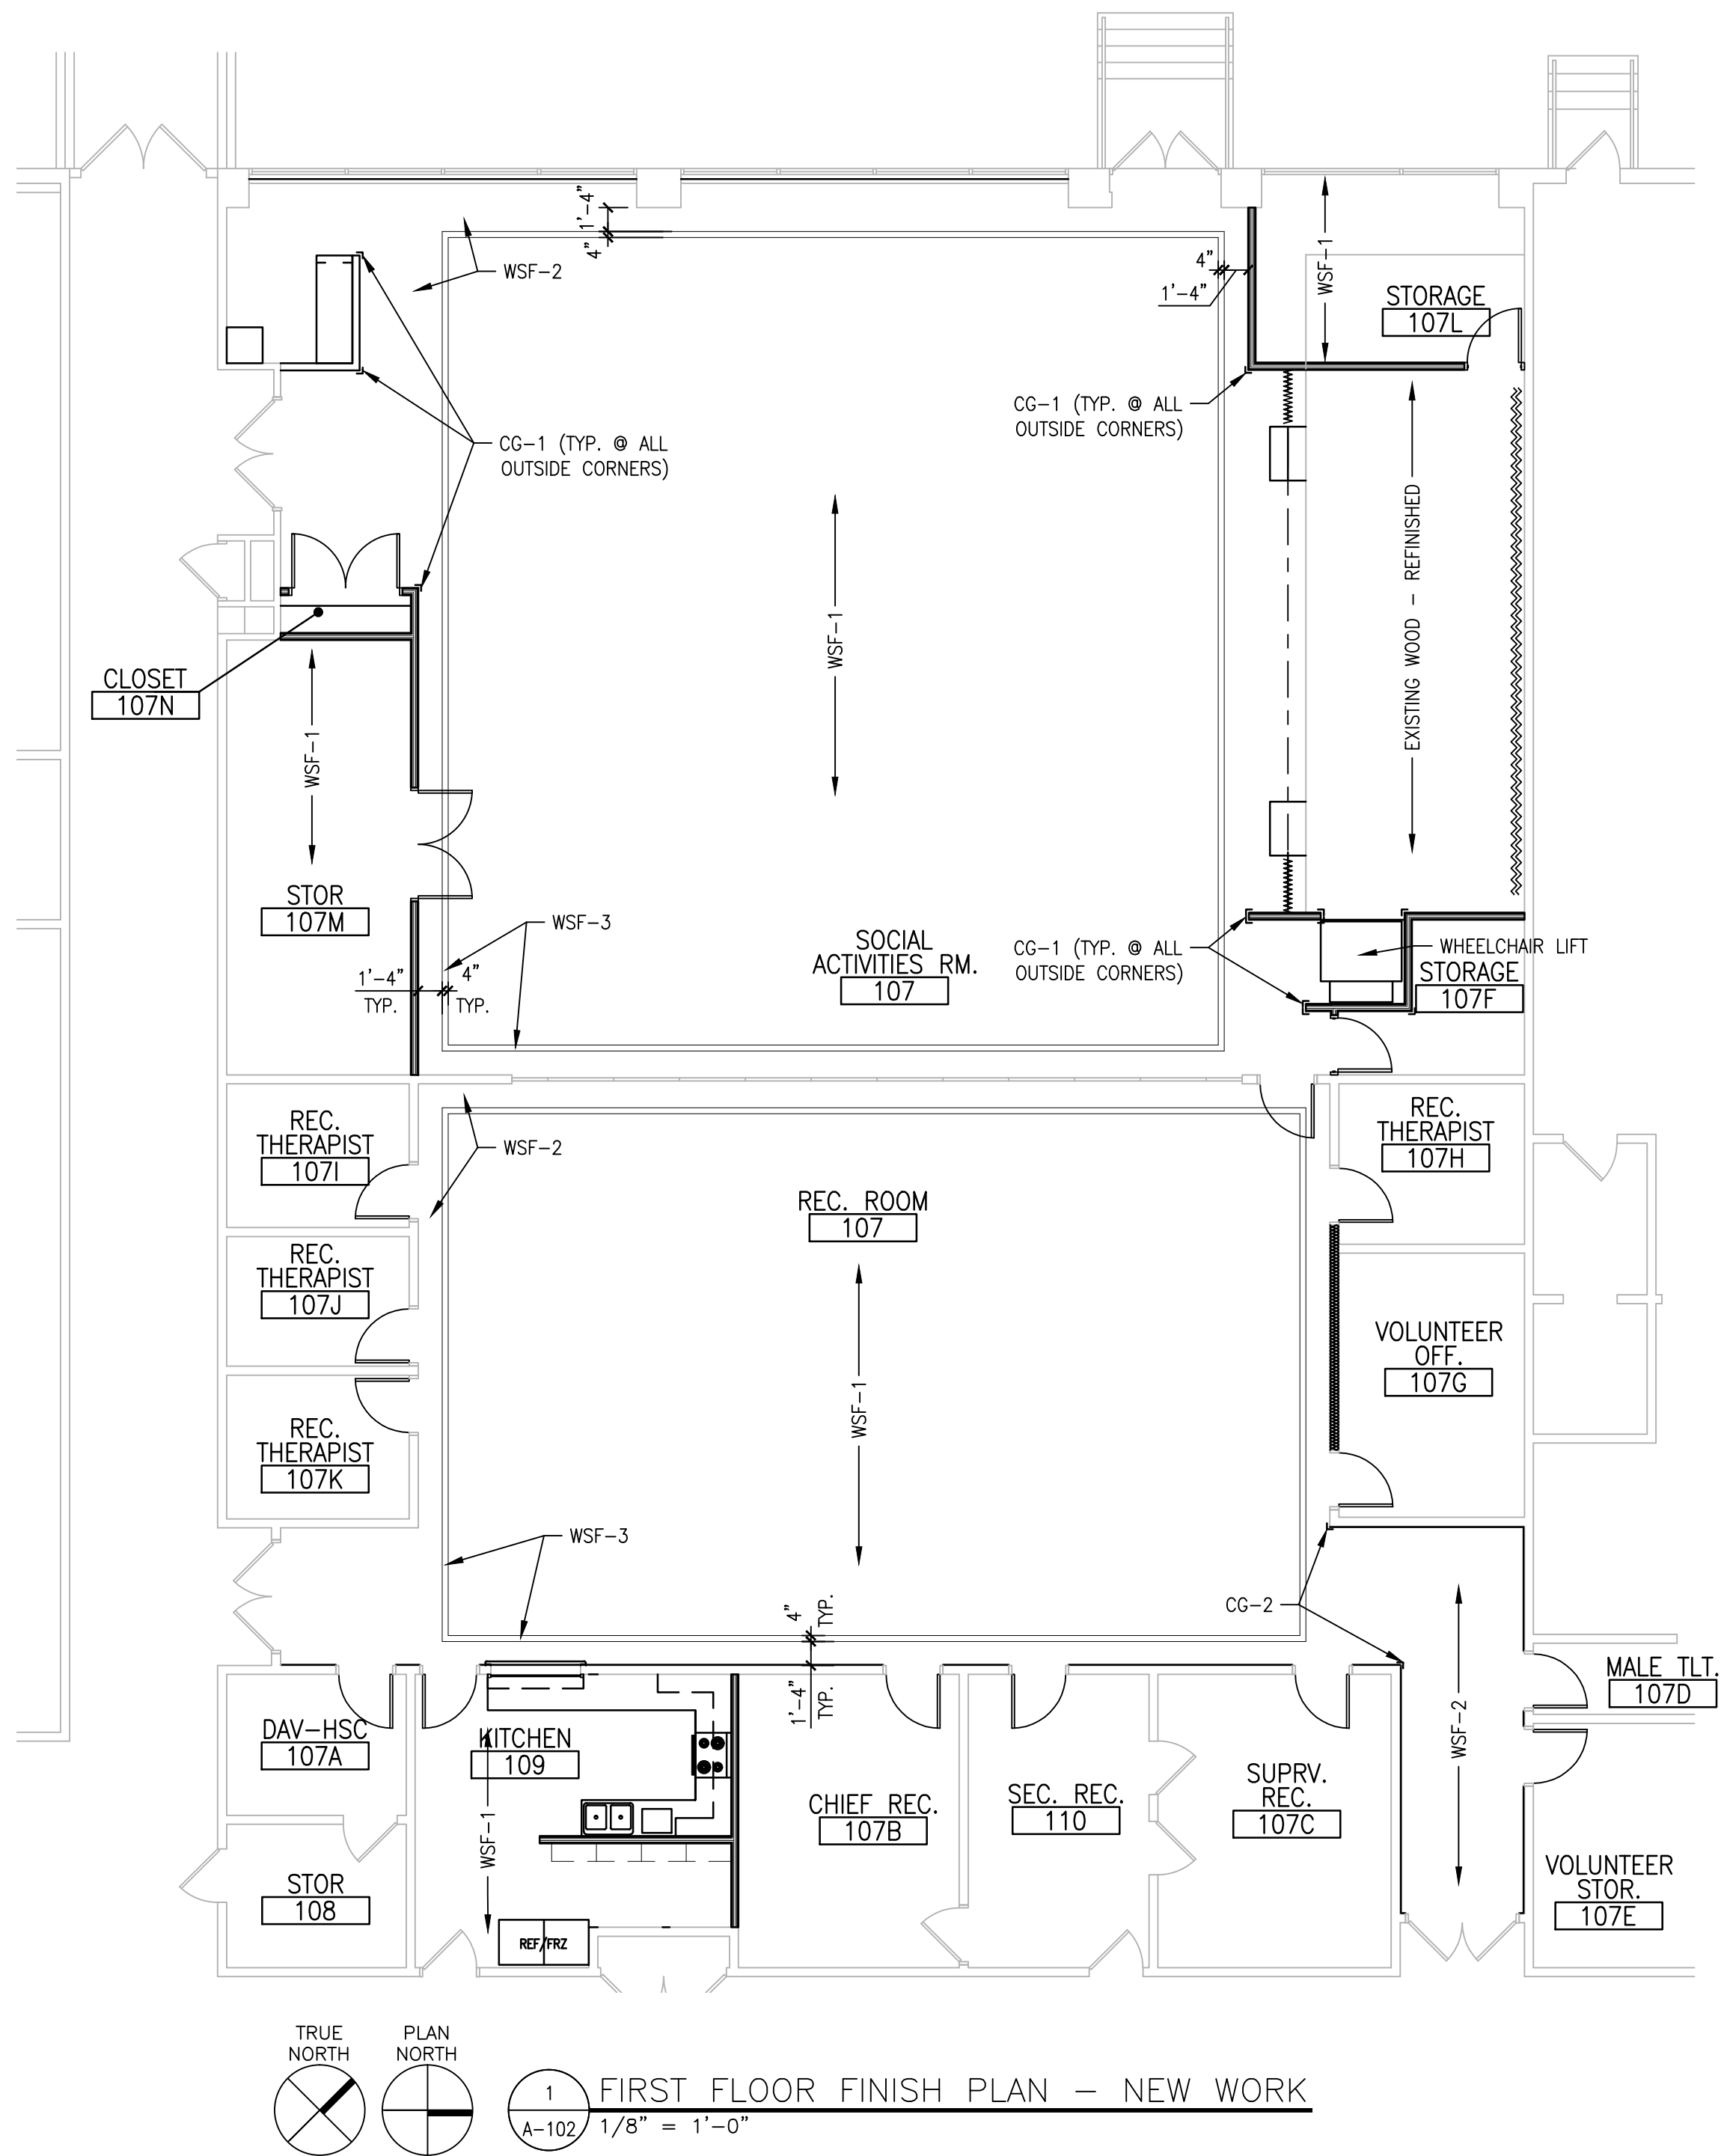 1'-4"
4"
WSF-2
4"
1'-4"
WSF-1
STORAGE
107L
CG-1 (TYP. @ ALL
OUTSIDE CORNERS)
CG-1 (TYP. @ ALL
OUTSIDE CORNERS)
EXISTING WOOD - REFINISHED
WSF-1
CLOSET
107N
WSF-1
STOR
107M
WSF-3
SOCIAL
ACTIVITIES RM.
107
CG-1 (TYP. @ ALL
OUTSIDE CORNERS)
WHEELCHAIR LIFT
STORAGE
107F
1'-4"
TYP.
4"
TYP.
REC.
THERAPIST
107I
WSF-2
REC.
THERAPIST
107H
REC. ROOM
107
REC.
THERAPIST
107J
VOLUNTEER
OFF.
107G
WSF-1
REC.
THERAPIST
107K
WSF-3
4"
TYP.
CG-2
1'-4"
TYP.
MALE TLT.
107D
WSF-2
DAV-HSC
107A
KITCHEN
109
WSF-1
CHIEF REC.
107B
SEC. REC.
110
SUPRV.
REC.
107C
STOR
108
VOLUNTEER
STOR.
107E
REF/FRZ
TRUE
NORTH
PLAN
NORTH
1
A-102
FIRST FLOOR FINISH PLAN - NEW WORK
1/8" = 1'-0"